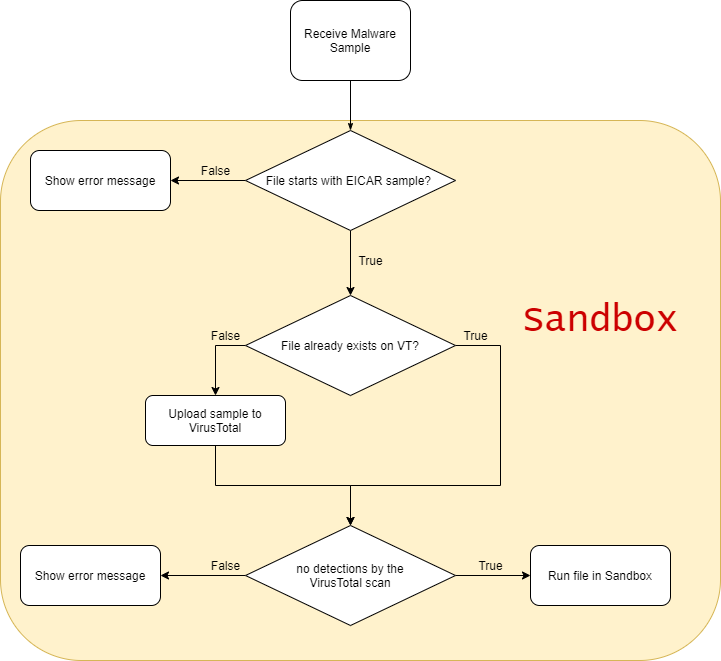 Receive Malware
Sample
False
File starts with EICAR sample?
Show error message
True
Sandbox
False
File already exists on VT?
True
Upload sample to
VirusTotal
Show error message
False
no detections by the
VirusTotal scan
True
Run file in Sandbox